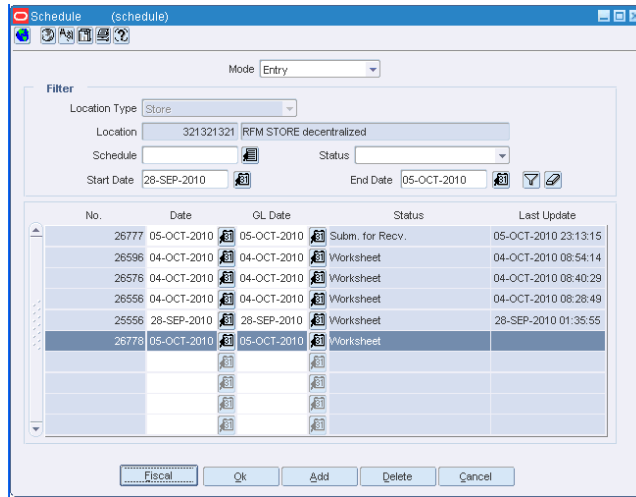 Schedule (schedule)
Mode Entry
Filter
Location Type Store
Location 321321321 RFM STORE decentralized
Schedule Status
Start Date 28-SEP-2010 End Date 05-OCT-2010
No. Date GL Date Status Last Update
26777 05-OCT-2010 05-OCT-2010 Subm. for Recv. 05-OCT-2010 23:13:15
26596 04-OCT-2010 04-OCT-2010 Worksheet 04-OCT-2010 08:54:14
26576 04-OCT-2010 04-OCT-2010 Worksheet 04-OCT-2010 08:40:29
26556 04-OCT-2010 04-OCT-2010 Worksheet 04-OCT-2010 08:28:49
25556 28-SEP-2010 28-SEP-2010 Worksheet 28-SEP-2010 01:35:55
26778 05-OCT-2010 05-OCT-2010 Worksheet
Fiscal Ok Add Delete Cancel